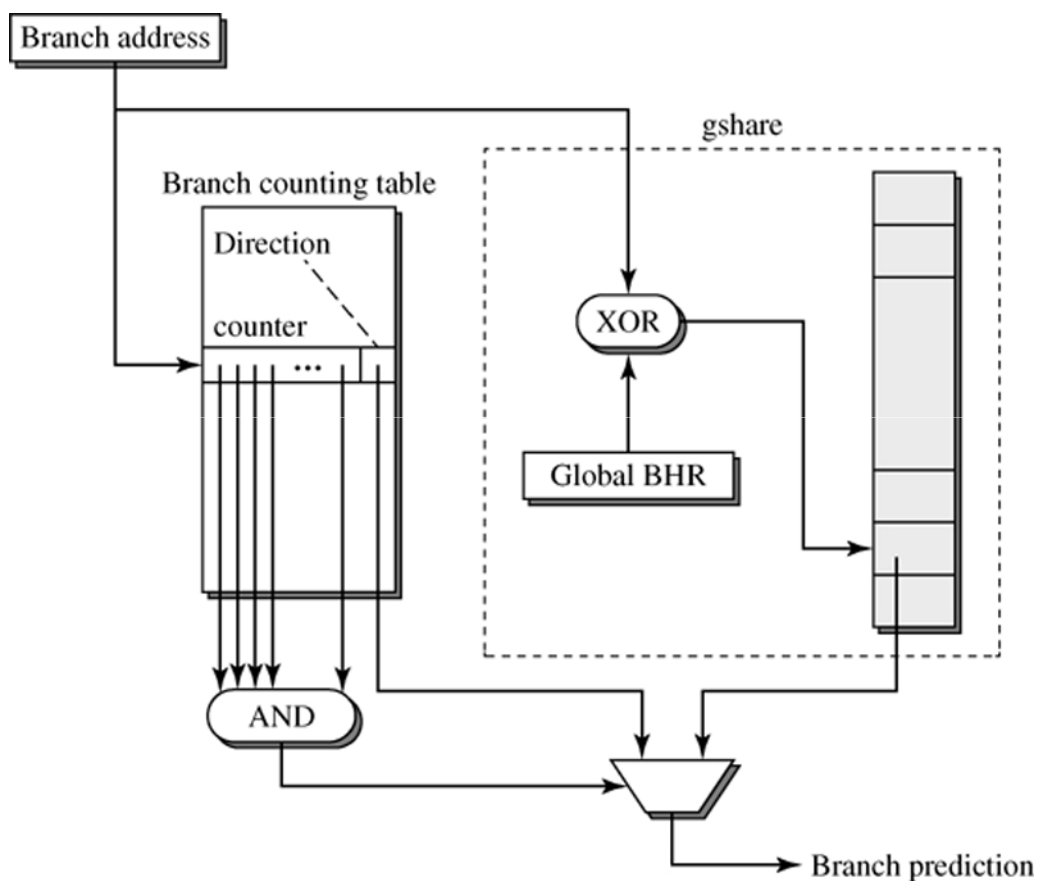 Branch address
gshare
Branch counting table
Direction
counter
...
XOR
Global BHR
AND
Branch prediction